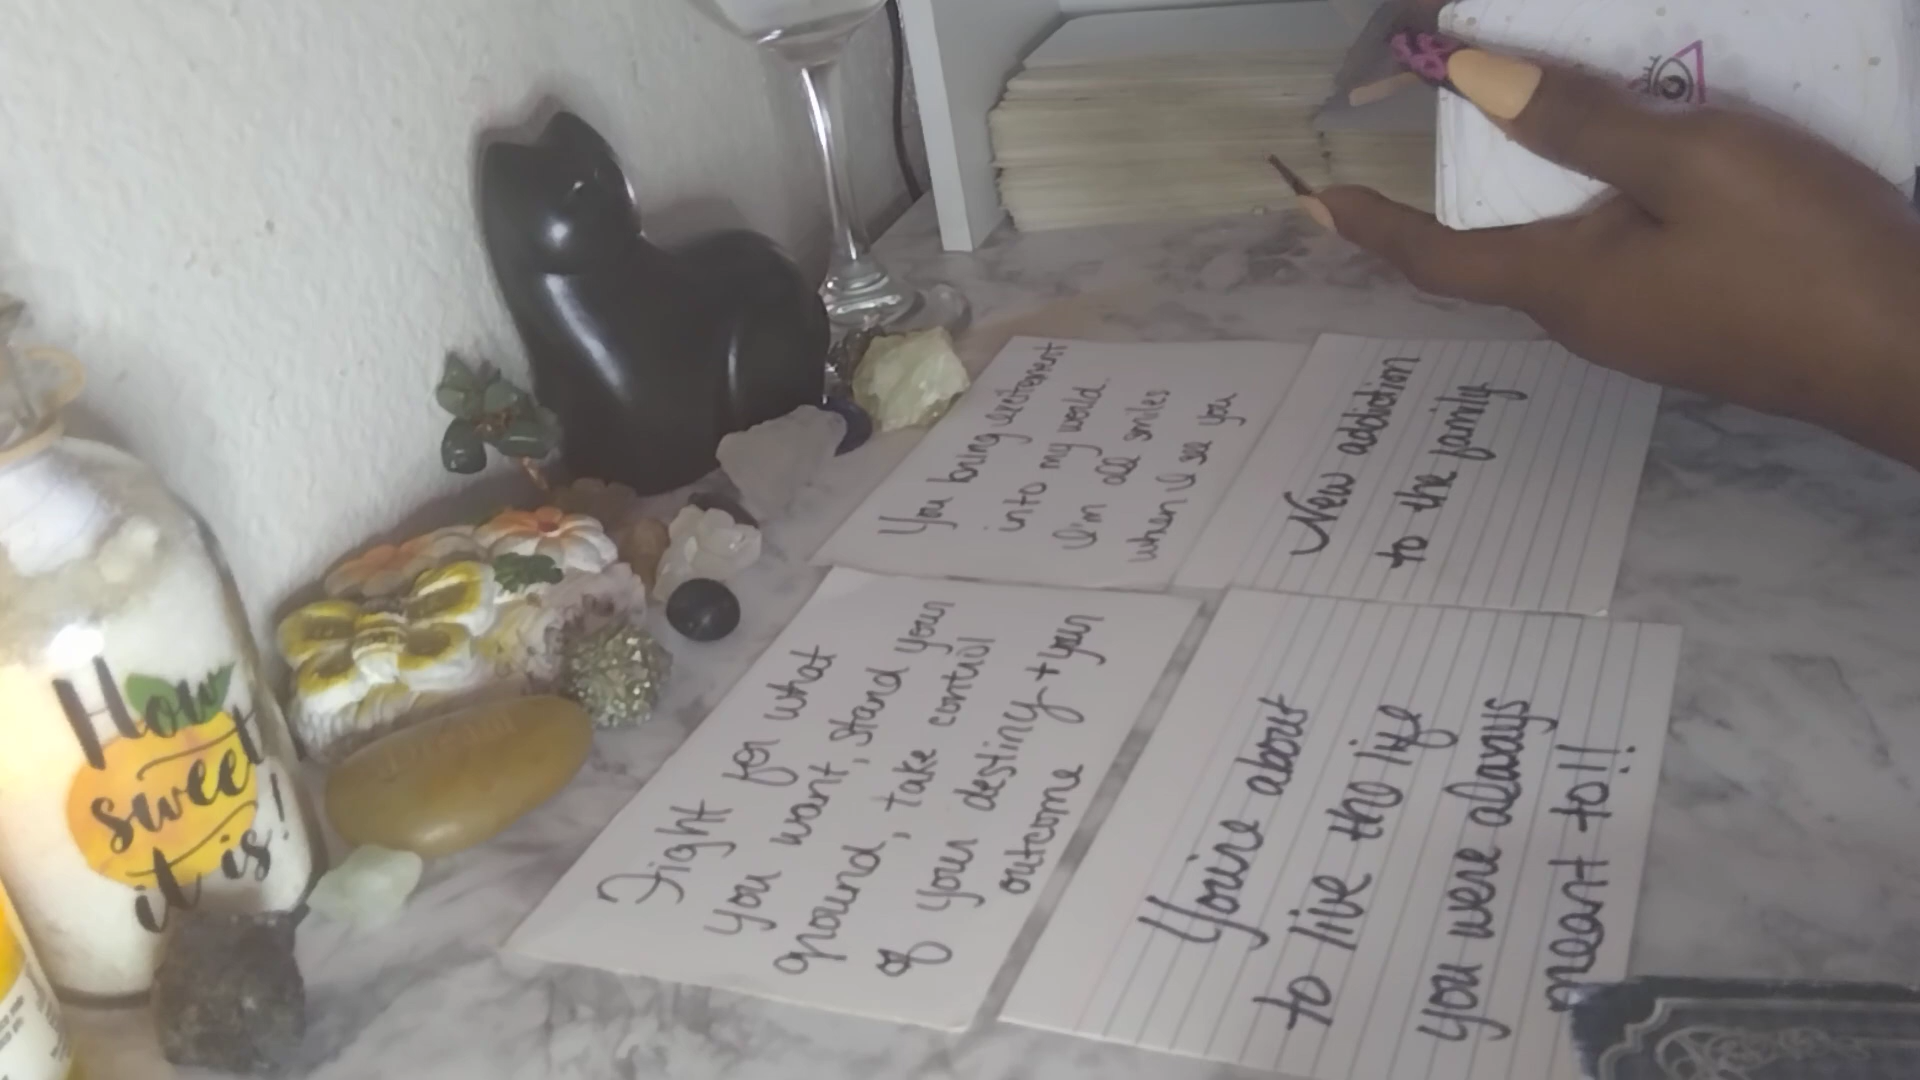 How
sweet
it is!
Dream
You bring excitement
into my world
I'm all smiles
when I see you
New addiction
to the family
Fight for what
you want, stand your
ground, take control
of your destiny + your
outcome
You're about
to live the life
you were always
meant to!!